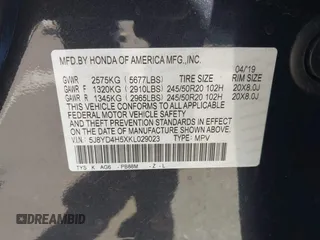 MFD.BY HONDA OF AMERICA MFG.,INC.
04/19
GVWR 2575KG (5677LBS) TIRE SIZE RIM SIZE
GAWR F 1320KG (2910LBS) 245/50R20 102H 20X8.0J
GAWR R 1345KG (2965LBS) 245/50R20 102H 20X8.0J
THIS VEHICLE CONFORMS TO ALL APPLICABLE
FEDERAL MOTOR VEHICLE SAFETY AND THEFT
PREVENTION STANDARDS IN EFFECT ON THE DATE
OF MANUFACTURE SHOWN ABOVE.
V.I.N: 5J8YD4H5XKL029023 TYPE: MPV
TYS K AG6 -Z -L